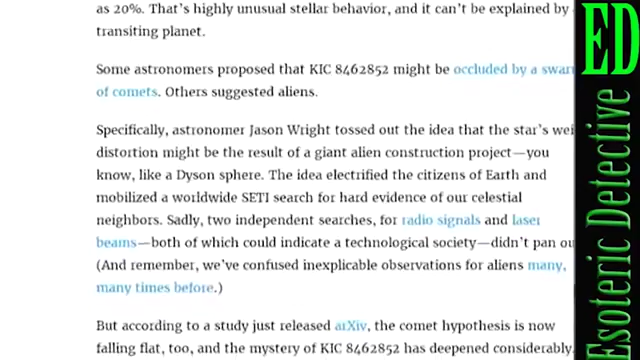 as 20%. That's highly unusual stellar behavior, and it can't be explained by
transiting planet.
Some astronomers proposed that KIC 8462852 might be occluded by a swar
of comets. Others suggested aliens.
Specifically, astronomer Jason Wright tossed out the idea that the star's wei
distortion might be the result of a giant alien construction project—you
know, like a Dyson sphere. The idea electrified the citizens of Earth and
mobilized a worldwide SETI search for hard evidence of our celestial
neighbors. Sadly, two independent searches, for radio signals and laser
beams—both of which could indicate a technological society—didn't pan ou
(And remember, we've confused inexplicable observations for aliens many,
many times before.)
But according to a study just released arXiv, the comet hypothesis is now
falling flat, too, and the mystery of KIC 8462852 has deepened considerably.
ED
Esoteric Detective